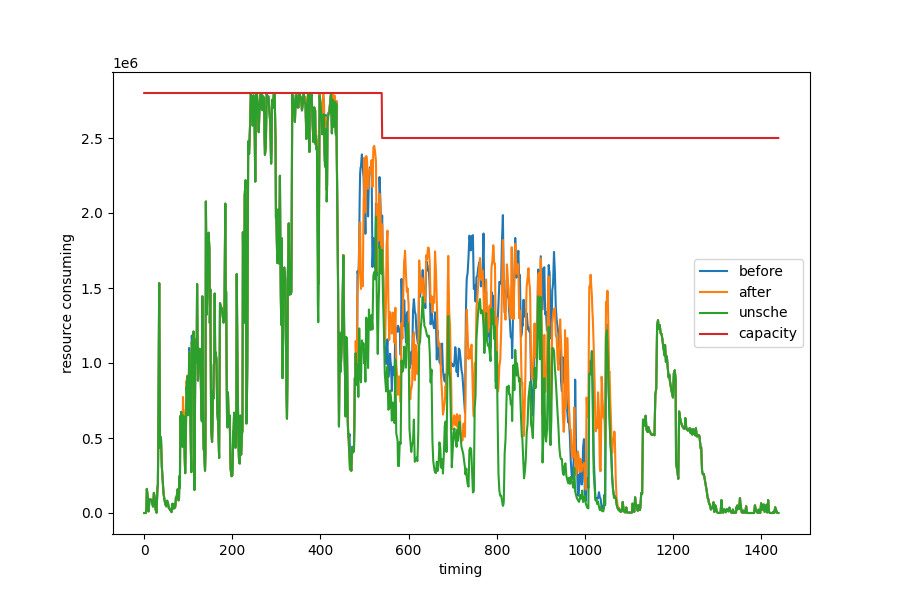 1e6
2.5
2.0
1.5
1.0
0.5
0.0
resource consuming
before
after
unsche
capacity
0 200 400 600 800 1000 1200 1400
timing